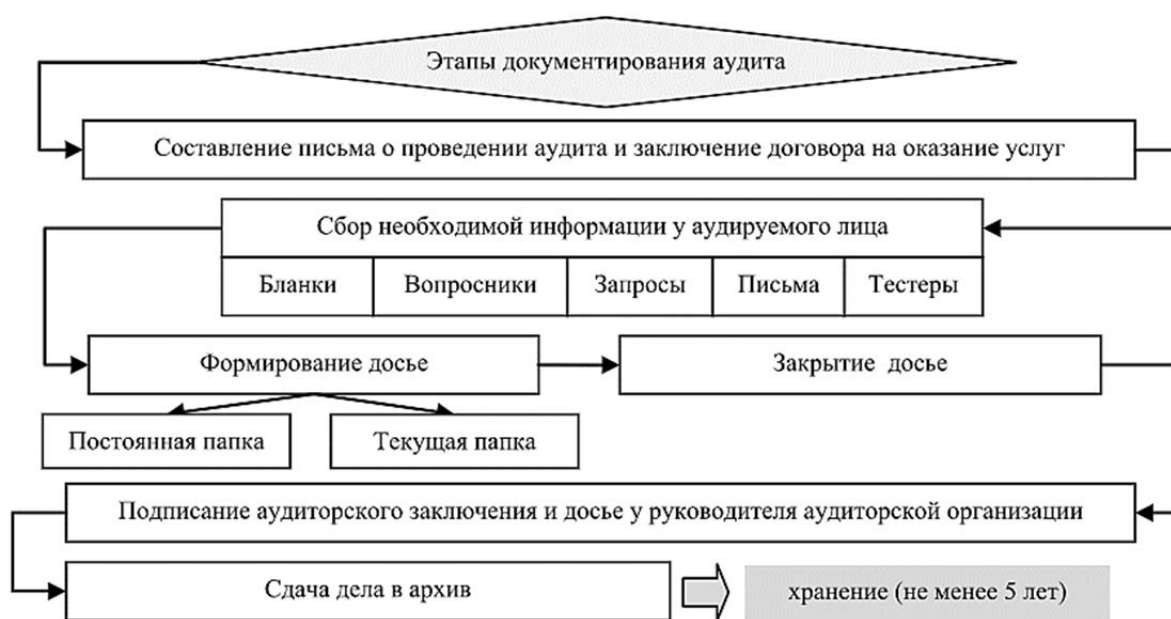 Этапы документирования аудита
Составление письма о проведении аудита и заключение договора на оказание услуг
Сбор необходимой информации у аудируемого лица
Бланки
Вопросники
Запросы
Письма
Тестеры
Формирование досье
Закрытие досье
Постоянная папка
Текущая папка
Подписание аудиторского заключения и досье у руководителя аудиторской организации
Сдача дела в архив
хранение (не менее 5 лет)